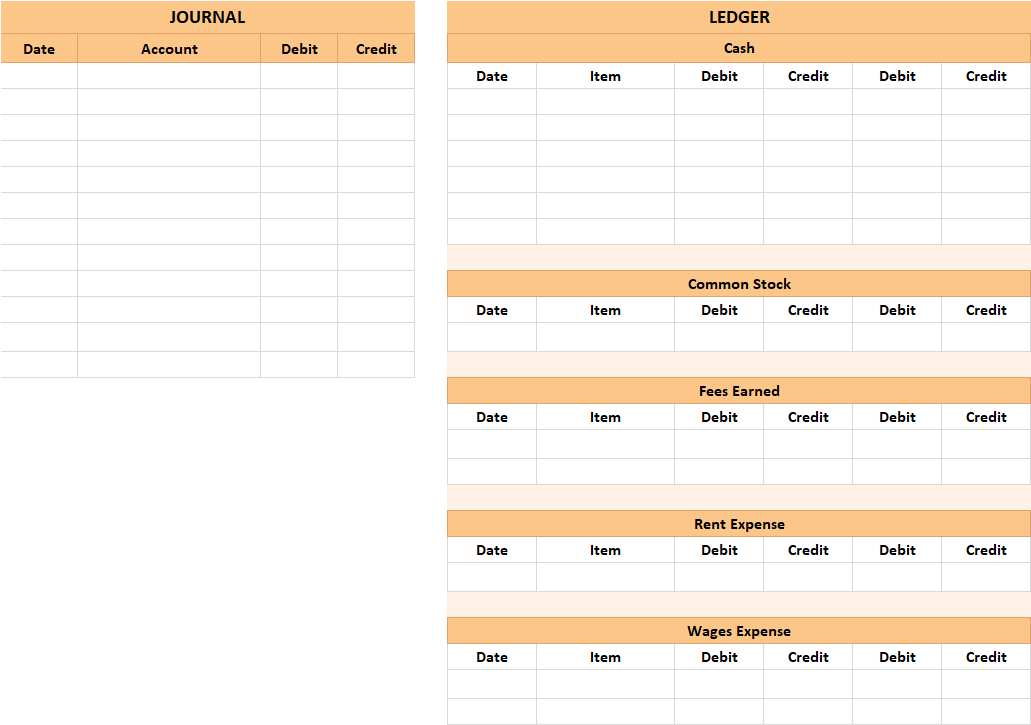 JOURNAL
Date Account Debit Credit
LEDGER
Cash
Date Item Debit Credit Debit Credit
Common Stock
Date Item Debit Credit Debit Credit
Fees Earned
Date Item Debit Credit Debit Credit
Rent Expense
Date Item Debit Credit Debit Credit
Wages Expense
Date Item Debit Credit Debit Credit